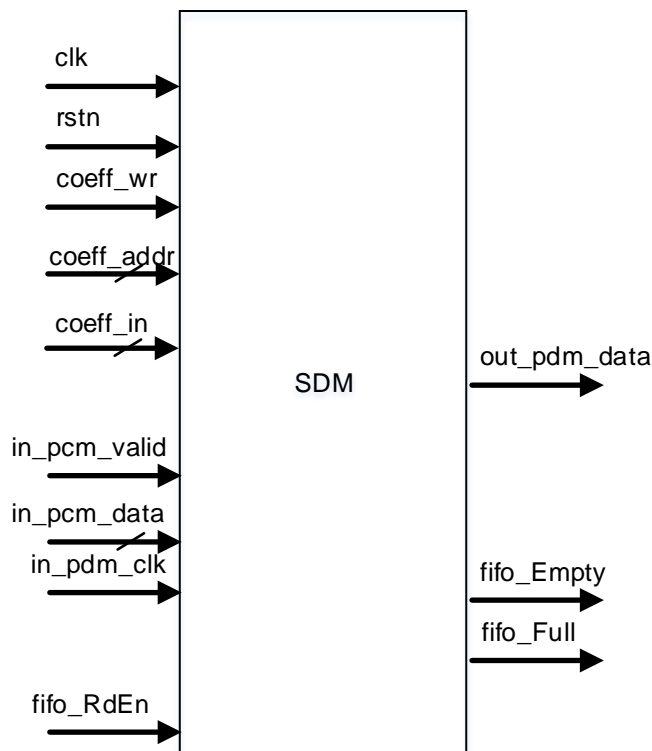 clk
rstn
coeff_wr
coeff_addr
coeff_in
out_pdm_data
SDM
in_pcm_valid
in_pcm_data
in_pdm_clk
fifo_Empty
fifo_Full
fifo_RdEn